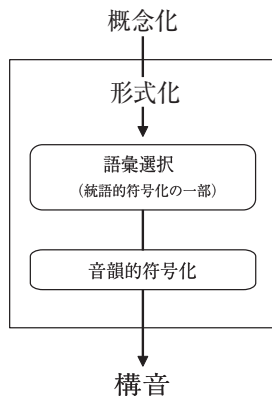 概念化
形式化
語彙選択
（統語的符号化の一部）
音韻的符号化
構音